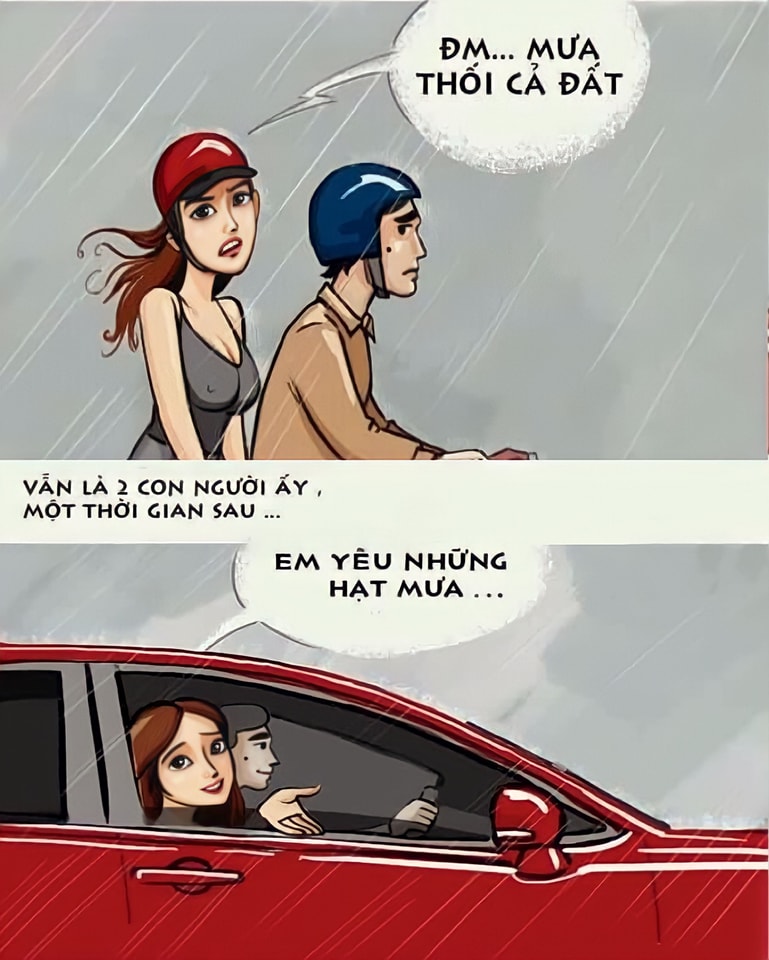 ĐM... MƯA
THỐI CẢ ĐẤT
VẪN LÀ 2 CON NGƯỜI ẤY ,
MỘT THỜI GIAN SAU ...
EM YÊU NHỮNG
HẠT MƯA ...